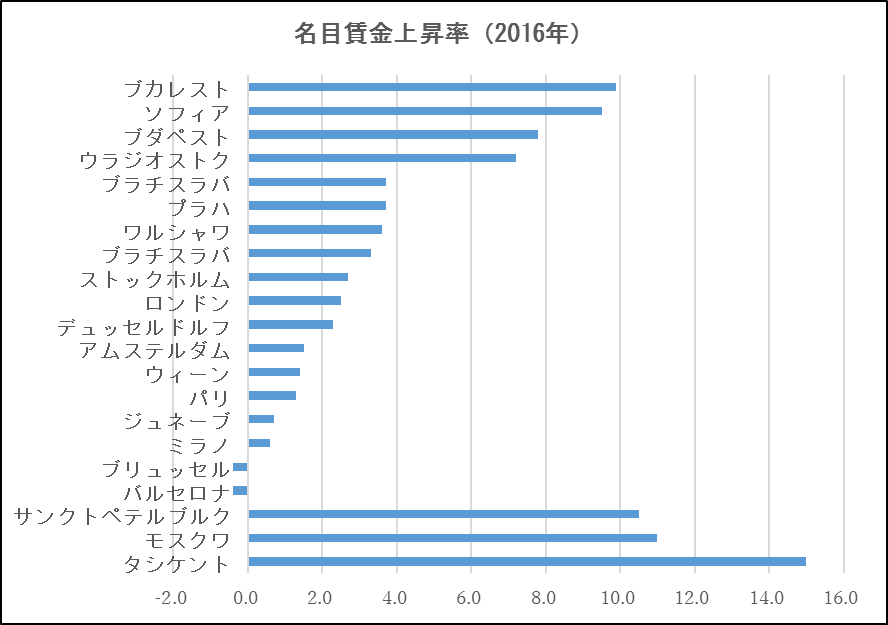 名目賃金上昇率（2016年）
ブカレスト
ソフィア
ブダペスト
ウラジオストク
ブラチスラバ
プラハ
ワルシャワ
ブラチスラバ
ストックホルム
ロンドン
デュッセルドルフ
アムステルダム
ウィーン
パリ
ジュネーブ
ミラノ
ブリュッセル
バルセロナ
サンクトペテルブルク
モスクワ
タシケント
-2.0 0.0 2.0 4.0 6.0 8.0 10.0 12.0 14.0 16.0